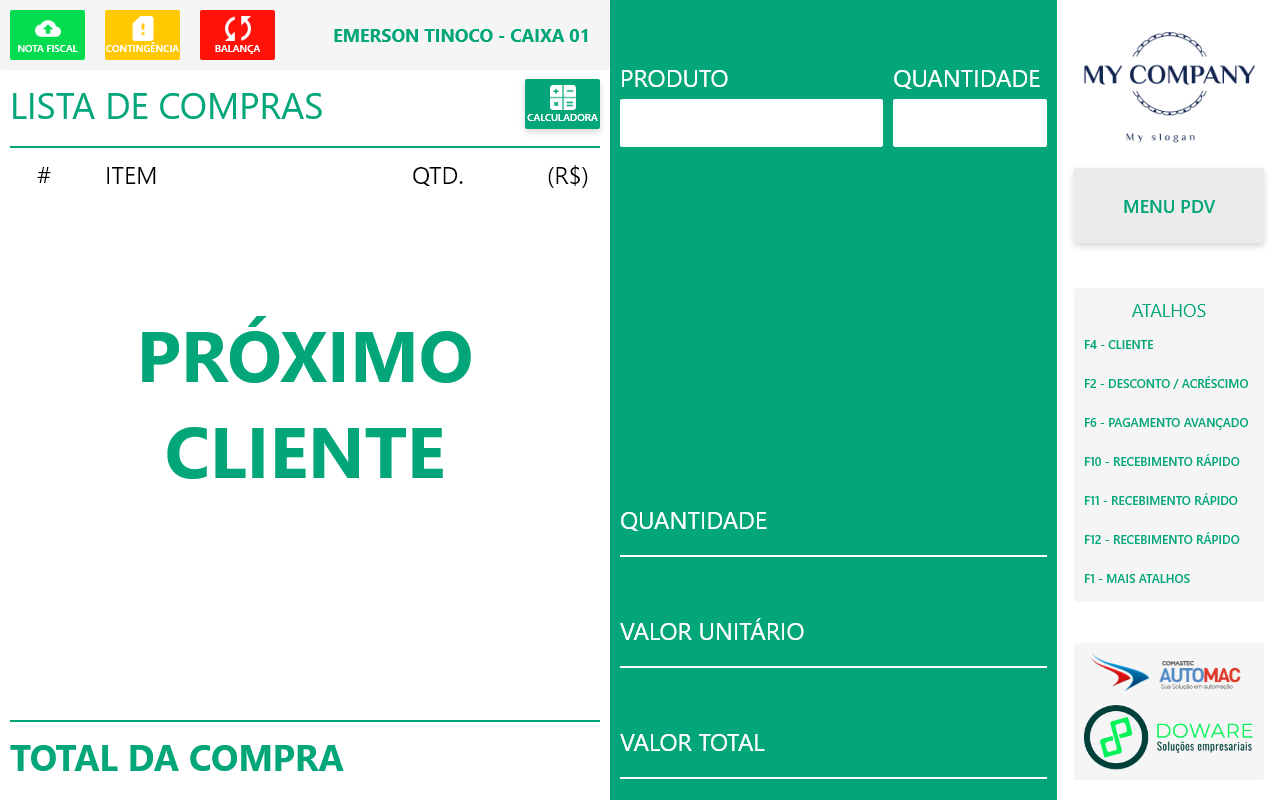 NOTA FISCAL
CONTINGÊNCIA
BALANÇA
EMERSON TINOCO - CAIXA 01
LISTA DE COMPRAS
CALCULADORA
# ITEM QTD. (R$)
PRÓXIMO
CLIENTE
TOTAL DA COMPRA
PRODUTO QUANTIDADE
QUANTIDADE
VALOR UNITÁRIO
VALOR TOTAL
MY COMPANY
My slogan
MENU PDV
ATALHOS
F4 - CLIENTE
F2 - DESCONTO / ACRÉSCIMO
F6 - PAGAMENTO AVANÇADO
F10 - RECEBIMENTO RÁPIDO
F11 - RECEBIMENTO RÁPIDO
F12 - RECEBIMENTO RÁPIDO
F1 - MAIS ATALHOS
COMASTEC
AUTOMAC
Sua Solução em automação
DOWARE
Soluções empresariais